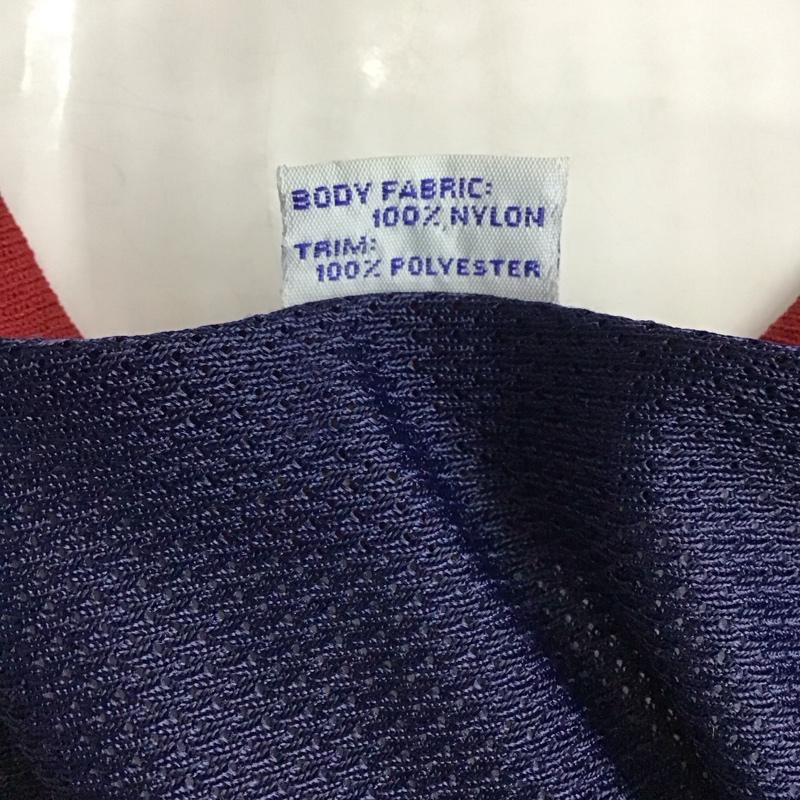 BODY FABRIC:
100% NYLON
TRIM:
100% POLYESTER